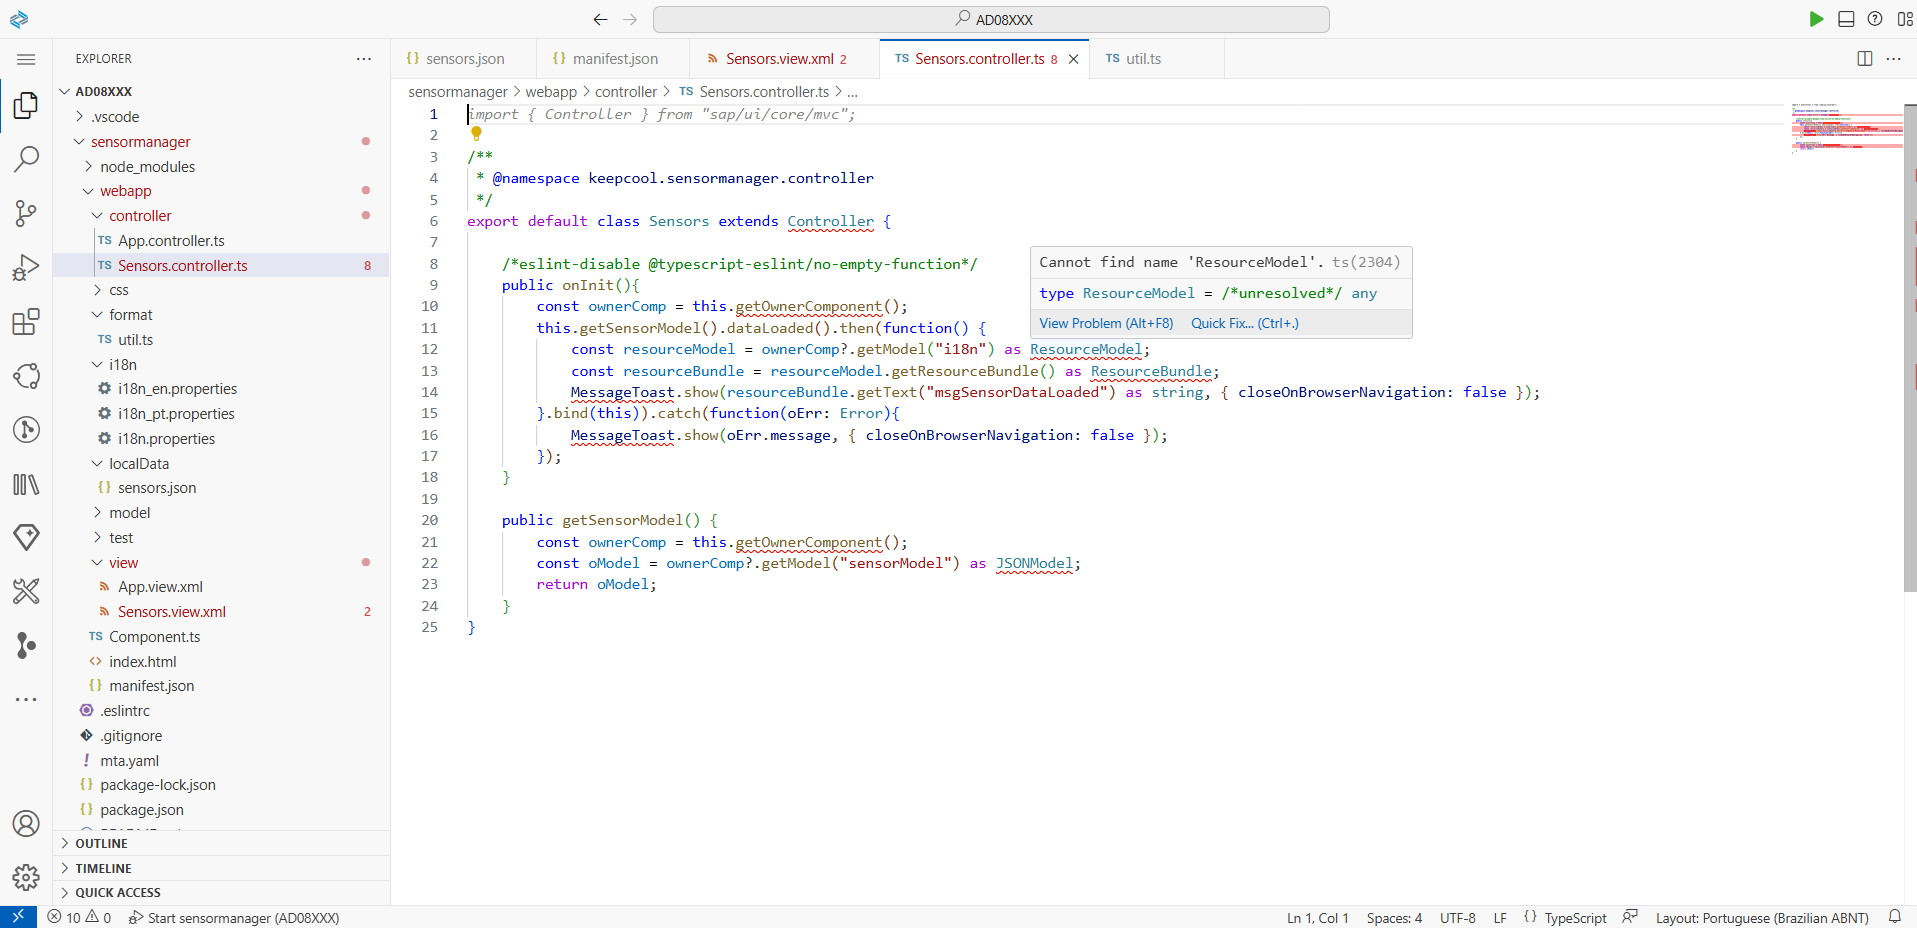 AD08XXX
EXPLORER
AD08XXX
.vscode
sensormanager
node_modules
webapp
controller
TS App.controller.ts
TS Sensors.controller.ts 8
css
format
TS util.ts
i18n
i18n_en.properties
i18n_pt.properties
i18n.properties
localData
{} sensors.json
model
test
view
App.view.xml
Sensors.view.xml 2
TS Component.ts
<> index.html
{} manifest.json
.eslintrc
.gitignore
! mta.yaml
{} package-lock.json
{} package.json
OUTLINE
TIMELINE
QUICK ACCESS
{} sensors.json
{} manifest.json
Sensors.view.xml 2
TS Sensors.controller.ts 8
TS util.ts
sensormanager > webapp > controller > TS Sensors.controller.ts > ...
1 import { Controller } from "sap/ui/core/mvc";
2
3 /**
4 * @namespace keepcool.sensormanager.controller
5 */
6 export default class Sensors extends Controller {
7
8 /*eslint-disable @typescript-eslint/no-empty-function*/
9 public onInit(){
10 const ownerComp = this.getOwnerComponent();
11 this.getSensorModel().dataLoaded().then(function() {
12 const resourceModel = ownerComp?.getModel("i18n") as ResourceModel;
13 const resourceBundle = resourceModel.getResourceBundle() as ResourceBundle;
14 MessageToast.show(resourceBundle.getText("msgSensorDataLoaded") as string, { closeOnBrowserNavigation: false });
15 }.bind(this)).catch(function(oErr: Error){
16 MessageToast.show(oErr.message, { closeOnBrowserNavigation: false });
17 });
18 }
19
20 public getSensorModel() {
21 const ownerComp = this.getOwnerComponent();
22 const oModel = ownerComp?.getModel("sensorModel") as JSONModel;
23 return oModel;
24 }
25 }
Cannot find name 'ResourceModel'. ts(2304)
type ResourceModel = /*unresolved*/ any
View Problem (Alt+F8) Quick Fix... (Ctrl+.)
10 0 Start sensormanager (AD08XXX)
Ln 1, Col 1 Spaces: 4 UTF-8 LF {} TypeScript Layout: Portuguese (Brazilian ABNT)